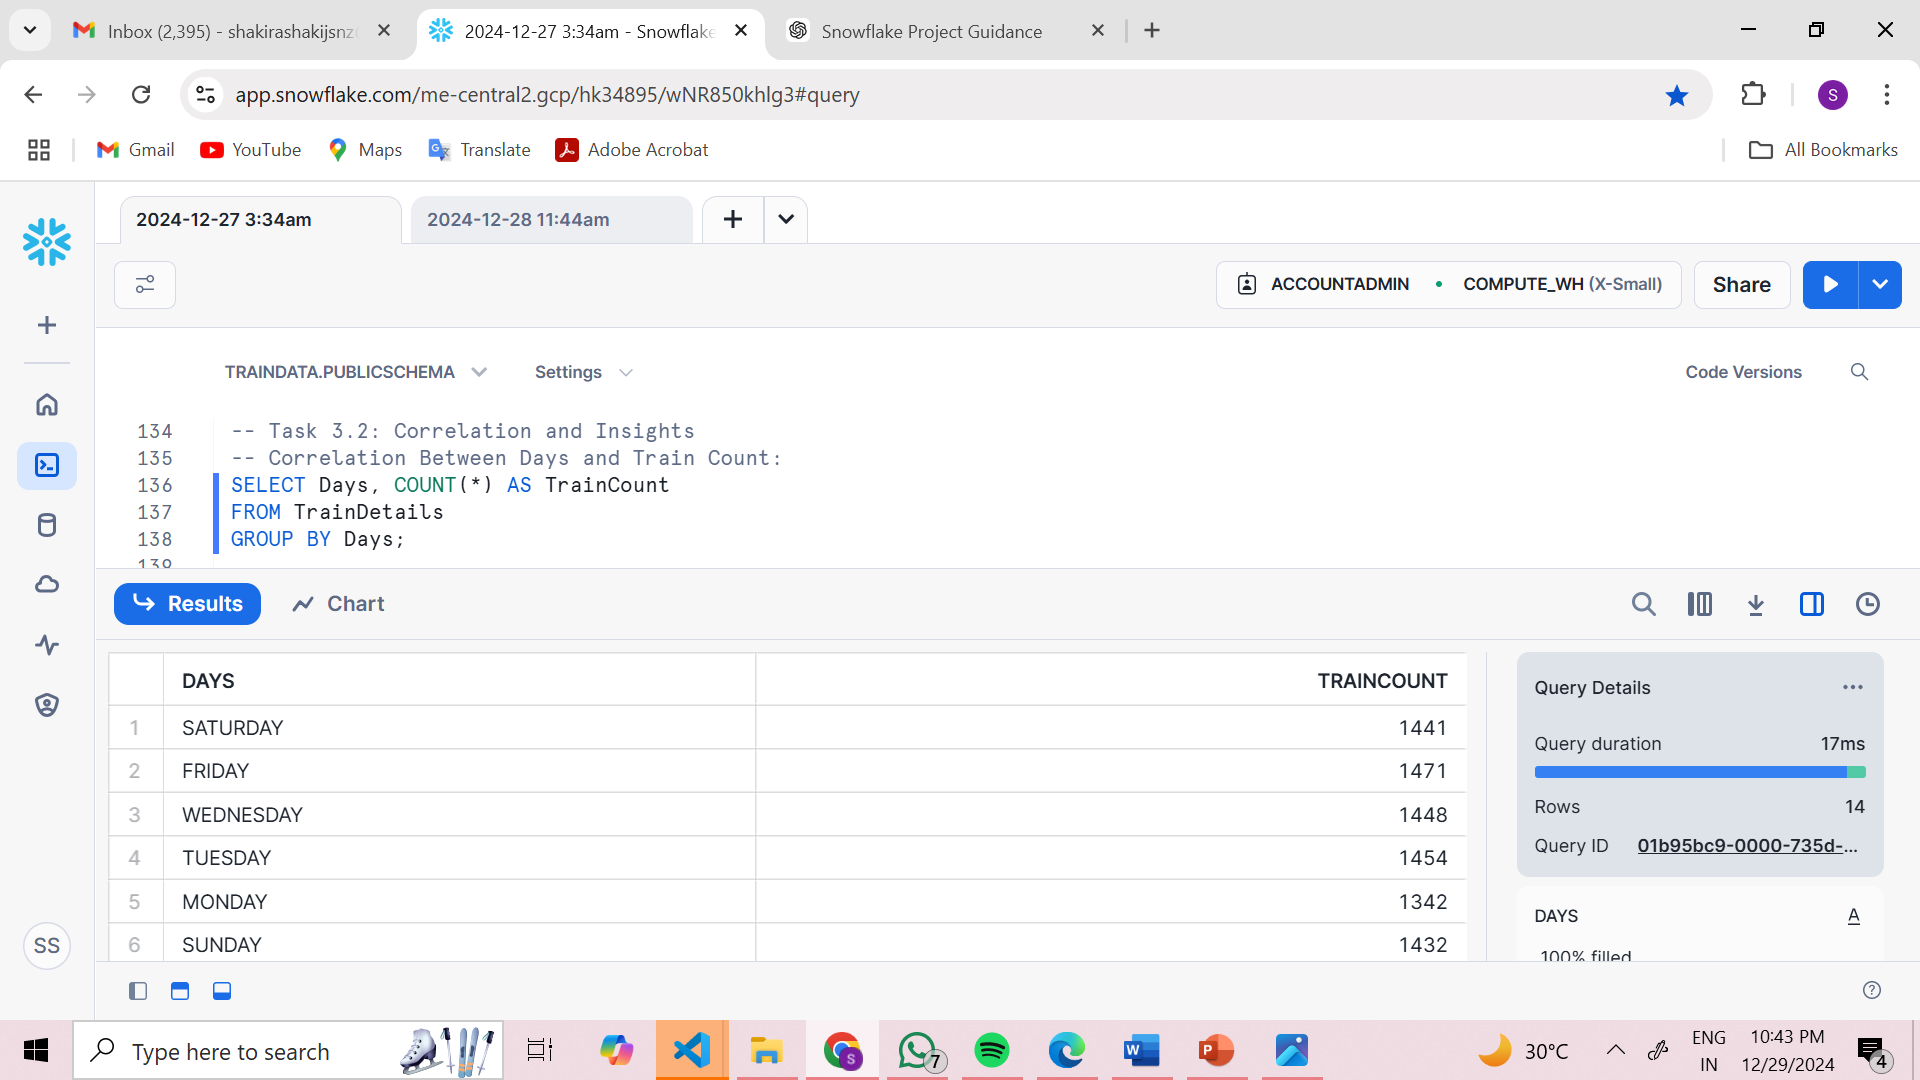 Inbox (2,395) - shakirashakijsnz
2024-12-27 3:34am - Snowflake
Snowflake Project Guidance
app.snowflake.com/me-central2.gcp/hk34895/wNR850khlg3#query
S
Gmail
YouTube
Maps
Translate
Adobe Acrobat
All Bookmarks
2024-12-27 3:34am
2024-12-28 11:44am
ACCOUNTADMIN
COMPUTE_WH (X-Small)
Share
TRAINDATA.PUBLICSCHEMA
Settings
Code Versions
134 -- Task 3.2: Correlation and Insights
135 -- Correlation Between Days and Train Count:
136 SELECT Days, COUNT(*) AS TrainCount
137 FROM TrainDetails
138 GROUP BY Days;
139
Results
Chart
DAYS TRAINCOUNT
1 SATURDAY 1441
2 FRIDAY 1471
3 WEDNESDAY 1448
4 TUESDAY 1454
5 MONDAY 1342
6 SUNDAY 1432
Query Details
Query duration 17ms
Rows 14
Query ID 01b95bc9-0000-735d-...
DAYS A
100% filled
SS
Type here to search
S
7
30°C
ENG
IN
10:43 PM
12/29/2024
4